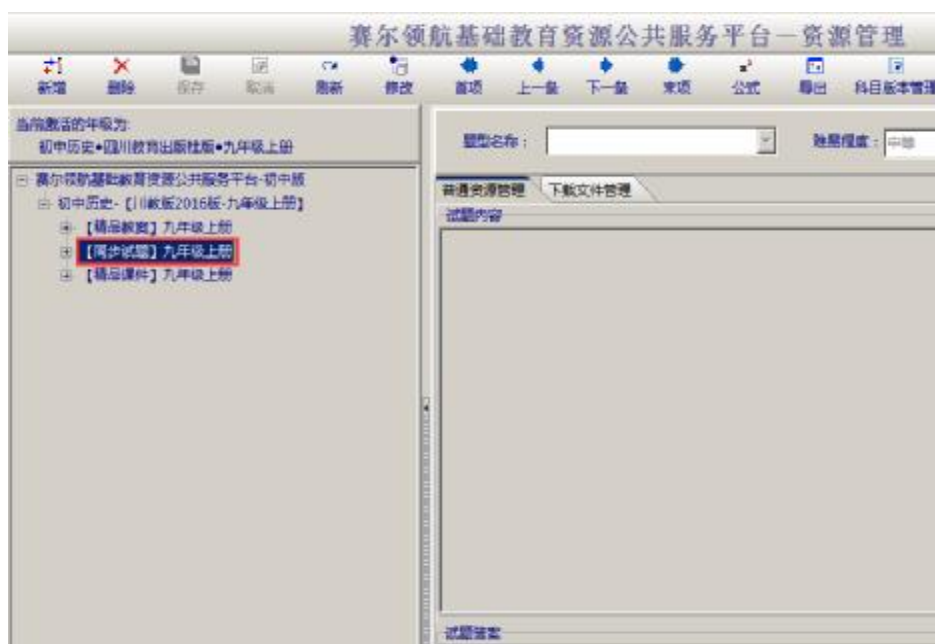 赛尔领航基础教育资源公共服务平台—资源管理
新增 删除 保存 取消 刷新 修改 首项 上一条 下一条 末项 公式 导出 科目版本管理
当前激活的年级为:
初中历史•四川教育出版社版•九年级上册
题型名称： 难易程度：中等
赛尔领航基础教育资源公共服务平台-初中版
初中历史-【川教版2016版-九年级上册】
【精品教案】九年级上册
【同步试题】九年级上册
【精品课件】九年级上册
普通资源管理 下载文件管理
试题内容
试题答案